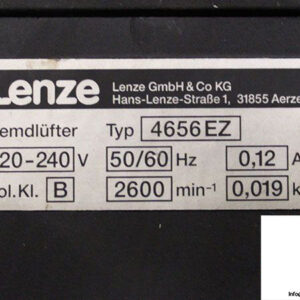 Lenze
Lenze GmbH & Co KG
Hans-Lenze-Straße 1, 31855 Aerze
emdlüfter Typ 4656 EZ
20-240 V 50/60 Hz 0,12 A
ol.Kl. B 2600 min⁻¹ 0,019 k